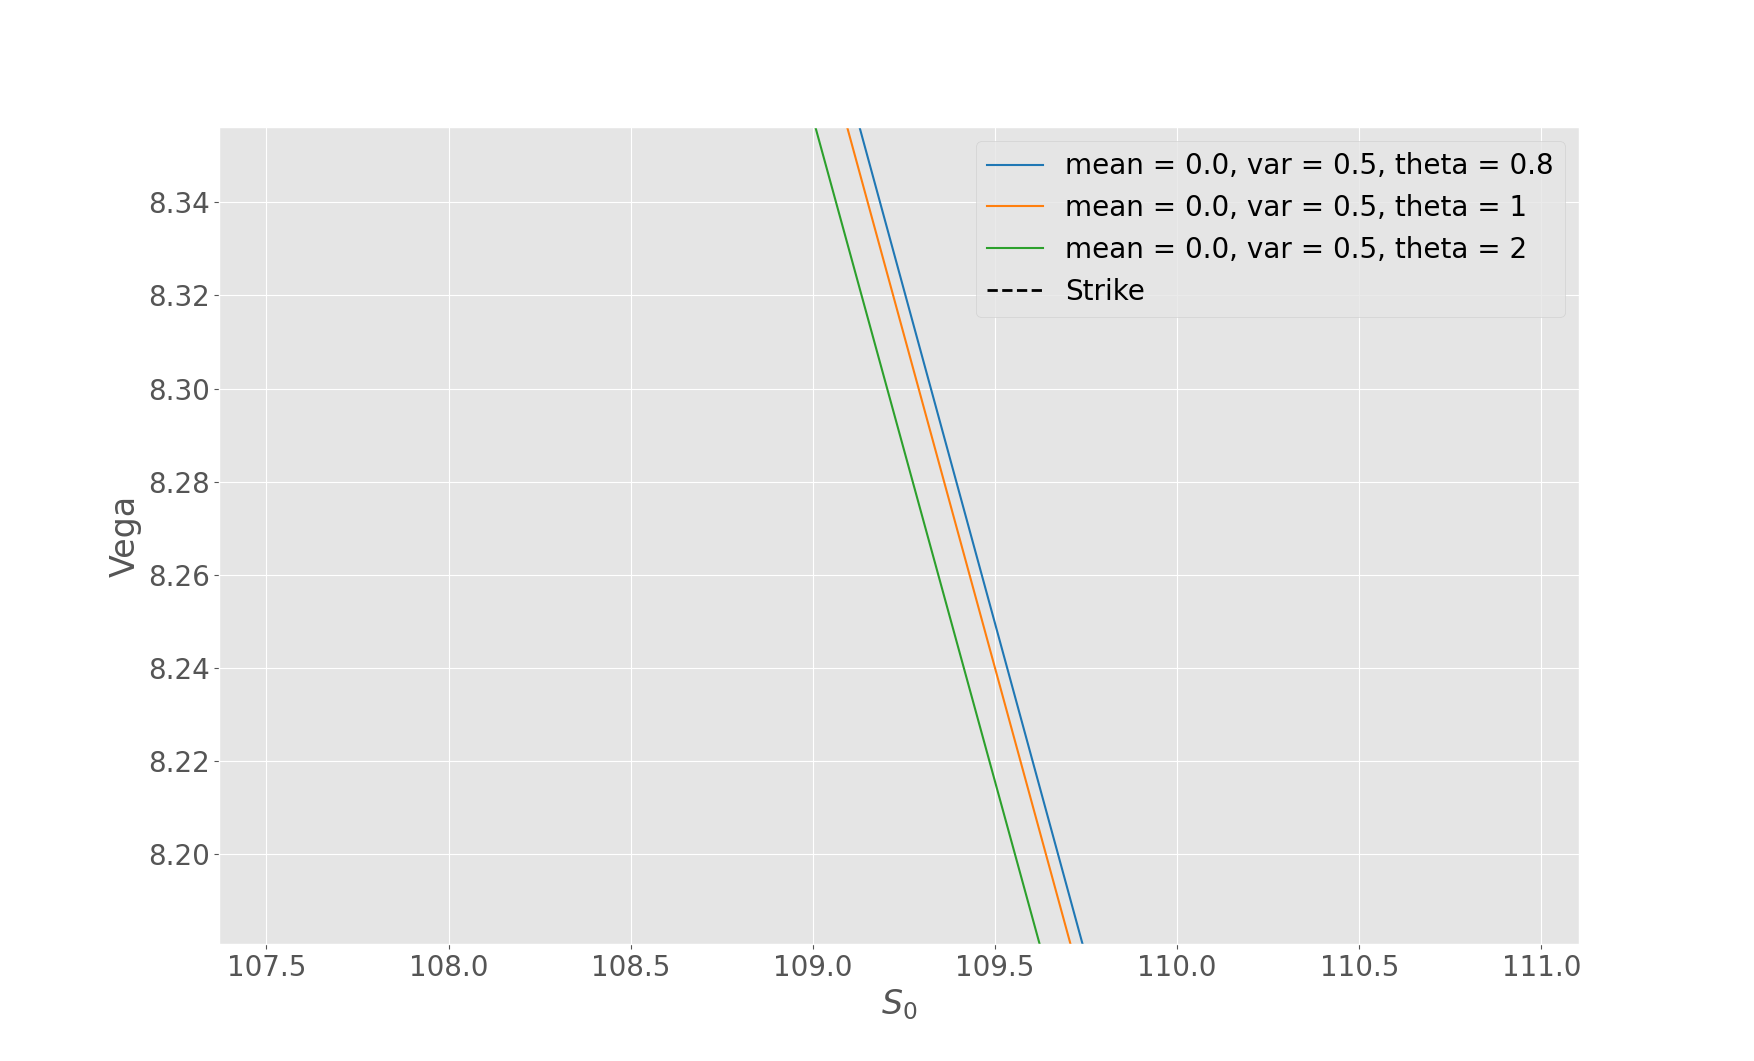 mean = 0.0, var = 0.5, theta = 0.8
mean = 0.0, var = 0.5, theta = 1
mean = 0.0, var = 0.5, theta = 2
Strike
8.34
8.32
8.30
8.28
8.26
8.24
8.22
8.20
Vega
107.5 108.0 108.5 109.0 109.5 110.0 110.5 111.0
S₀